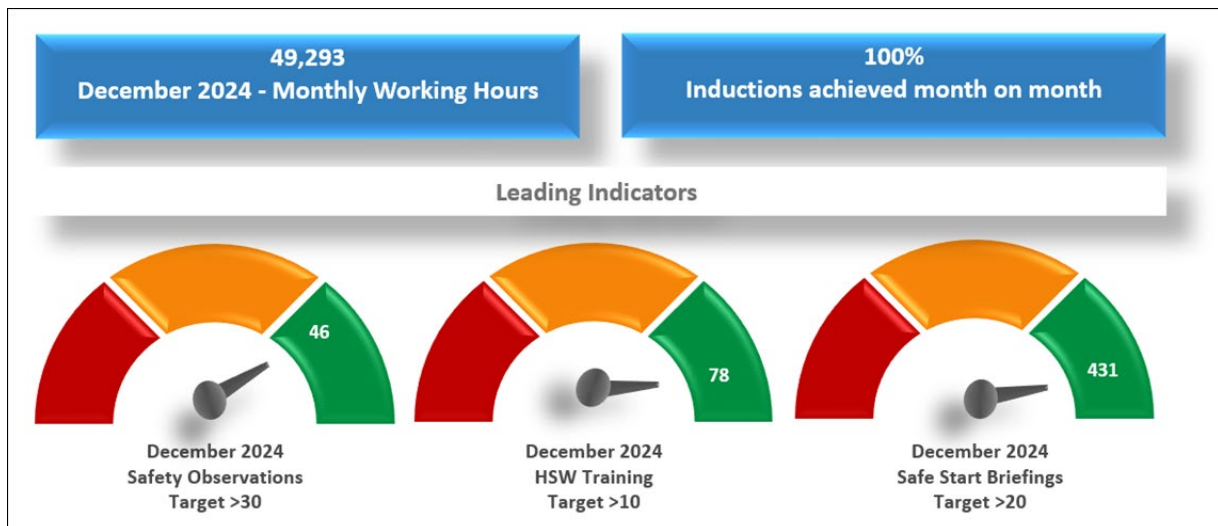 49,293
December 2024 - Monthly Working Hours
100%
Inductions achieved month on month
Leading Indicators
46
December 2024
Safety Observations
Target >30
78
December 2024
HSW Training
Target >10
431
December 2024
Safe Start Briefings
Target >20